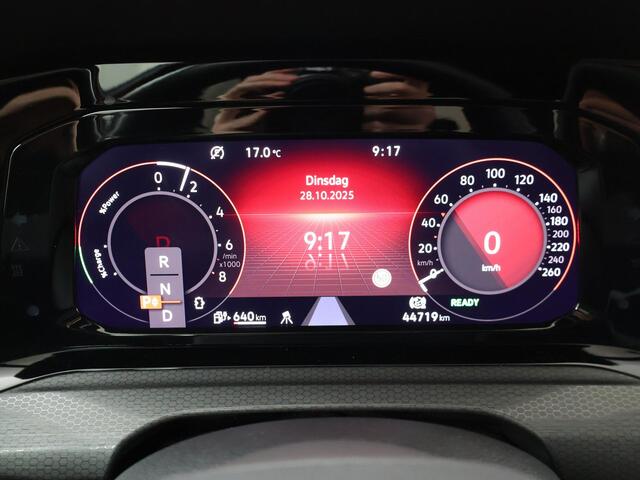 17.0 °C
9:17
Dinsdag
28.10.2025
9:17
%Power
%Charge
0
2
4
6
8
/min
x1000
D
R
N
D
P6
640 km
0
20
40
60
80
100
120
140
160
180
200
220
240
260
km/h
0
km/h
READY
44719 km